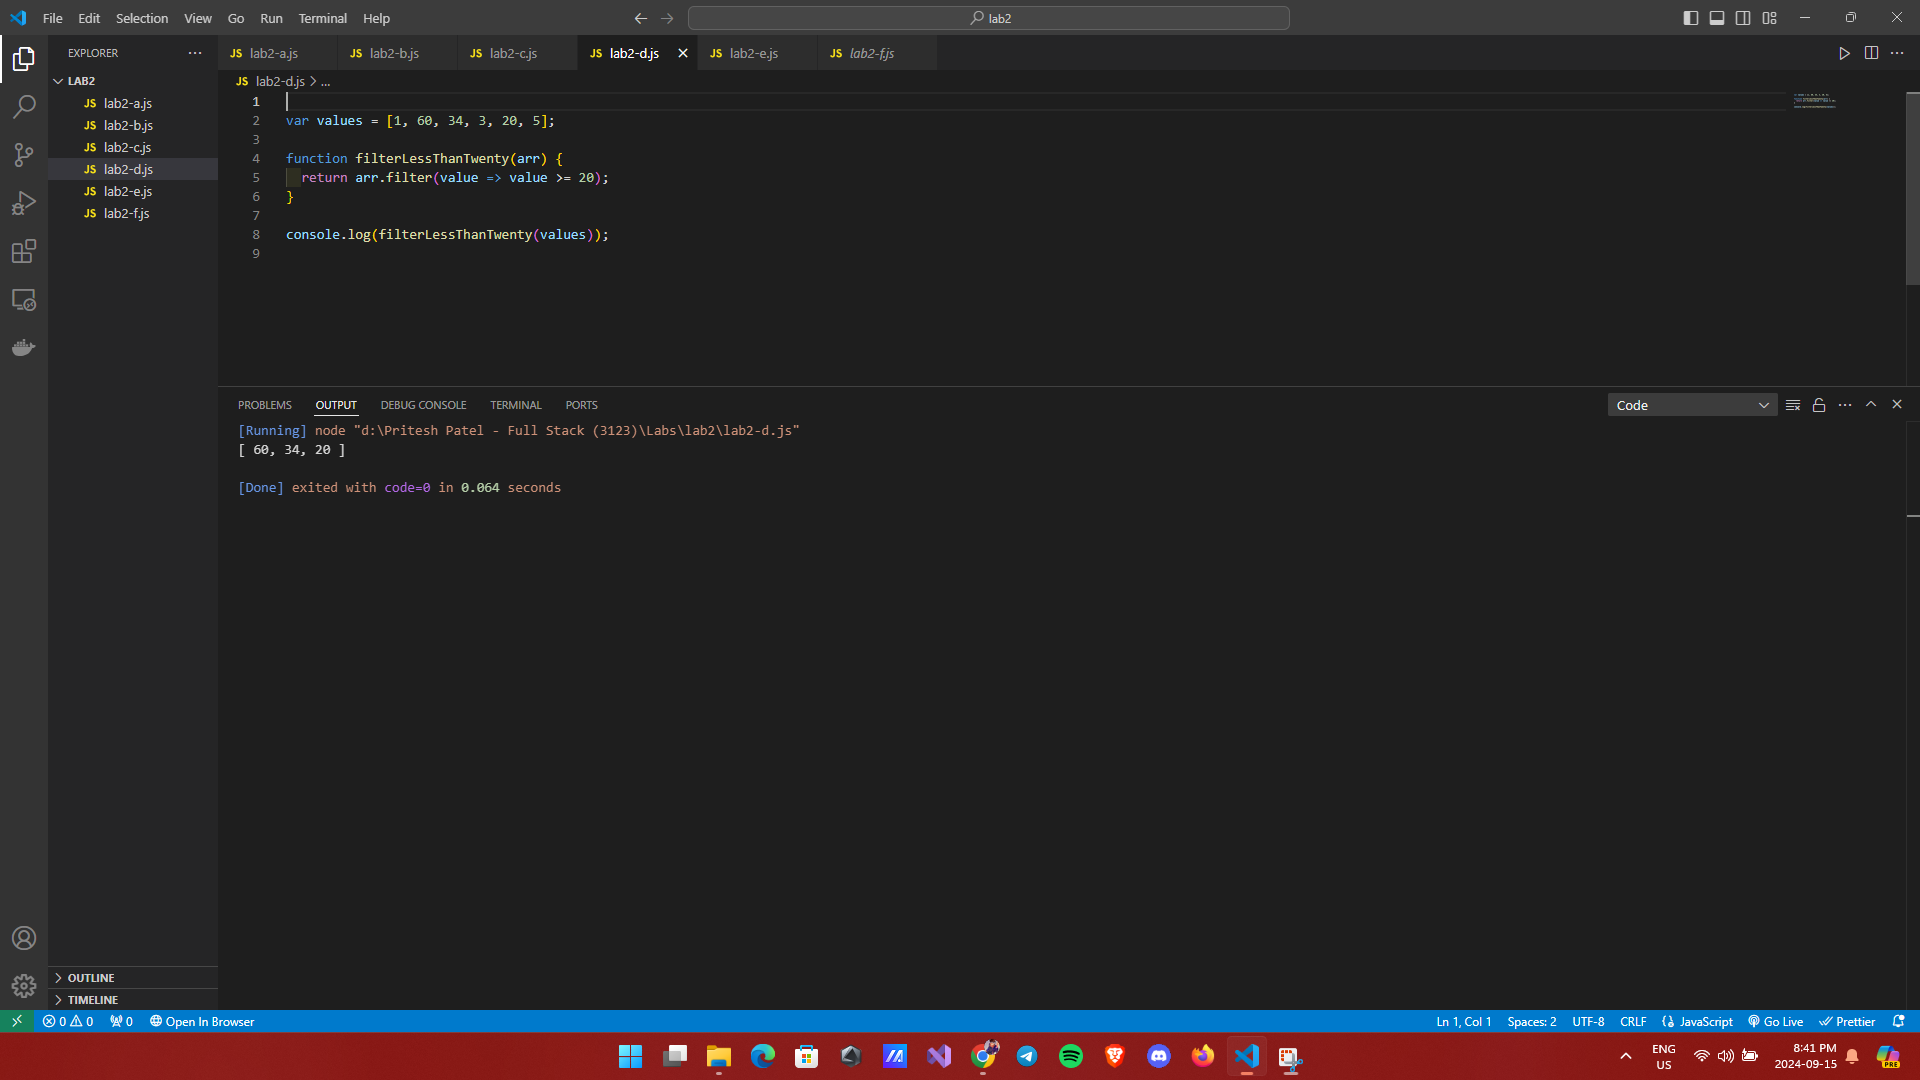 File Edit Selection View Go Run Terminal Help
lab2
EXPLORER
LAB2
JS lab2-a.js
JS lab2-b.js
JS lab2-c.js
JS lab2-d.js
JS lab2-e.js
JS lab2-f.js
OUTLINE
TIMELINE
JS lab2-a.js JS lab2-b.js JS lab2-c.js JS lab2-d.js JS lab2-e.js JS lab2-f.js
JS lab2-d.js > ...
1
2 var values = [1, 60, 34, 3, 20, 5];
3
4 function filterLessThanTwenty(arr) {
5 return arr.filter(value => value >= 20);
6 }
7
8 console.log(filterLessThanTwenty(values));
9
PROBLEMS OUTPUT DEBUG CONSOLE TERMINAL PORTS
Code
[Running] node "d:\Pritesh Patel - Full Stack (3123)\Labs\lab2\lab2-d.js"
[ 60, 34, 20 ]
[Done] exited with code=0 in 0.064 seconds
0 0 0 Open In Browser Ln 1, Col 1 Spaces: 2 UTF-8 CRLF JavaScript Go Live Prettier
ENG
US
8:41 PM
2024-09-15
PRE